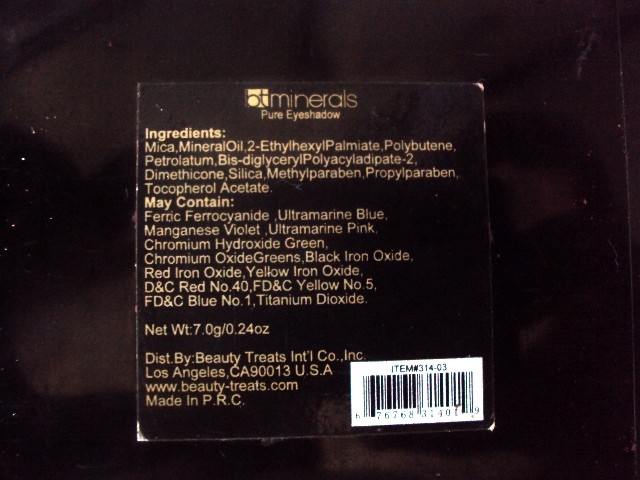 btminerals
Pure Eyeshadow
Ingredients:
Mica,MineralOil,2-EthylhexylPalmiate,Polybutene,
Petrolatum,Bis-diglycerylPolyacyladipate-2,
Dimethicone,Silica,Methylparaben,Propylparaben,
Tocopherol Acetate.
May Contain:
Ferric Ferrocyanide ,Ultramarine Blue,
Manganese Violet ,Ultramarine Pink.
Chromium Hydroxide Green,
Chromium OxideGreens,Black Iron Oxide,
Red Iron Oxide,Yellow Iron Oxide,
D&C Red No.40,FD&C Yellow No.5,
FD&C Blue No.1,Titanium Dioxide.
Net Wt:7.0g/0.24oz
Dist.By:Beauty Treats Int'l Co.,Inc.
Los Angeles,CA90013 U.S.A
www.beauty-treats.com
Made In P.R.C.
ITEM#314-03
6 76768 31401 9